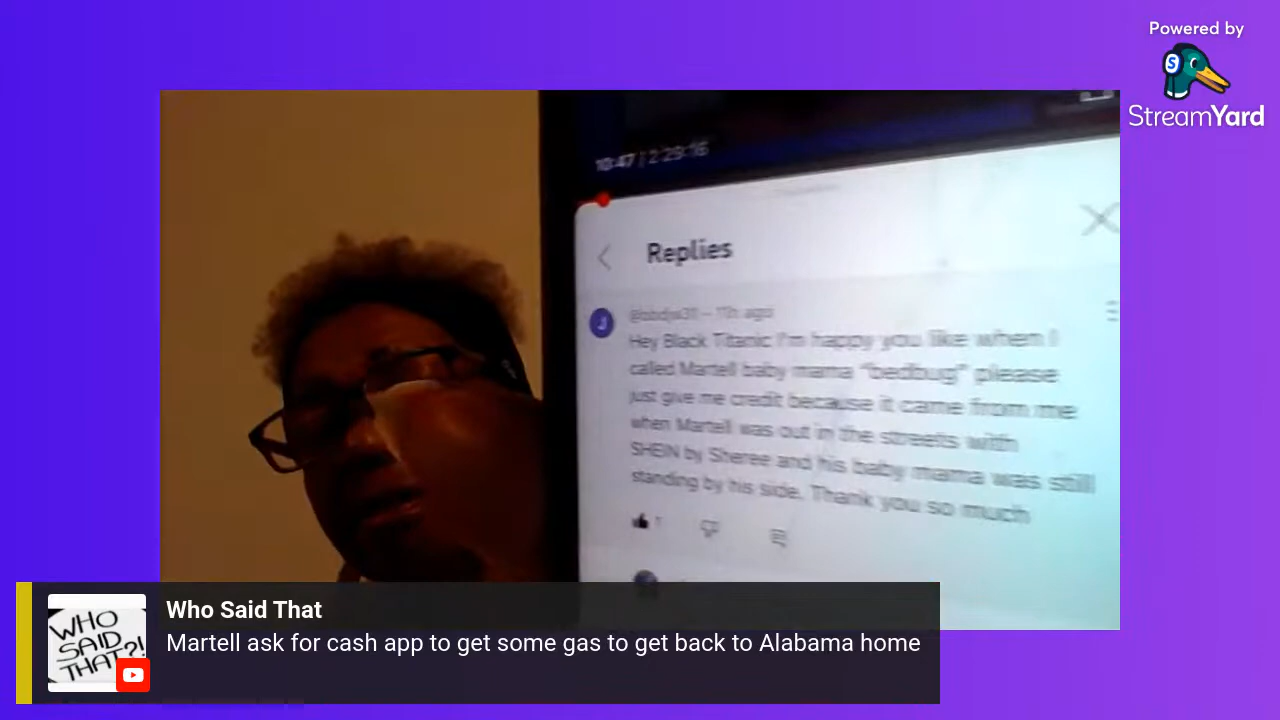 Powered by
StreamYard
10:47 / 2:29:16
Replies
11h ago
Hey Black Titanic I'm happy you like when I
called Martell baby mama "bedbug" please
just give me credit because it came from me
when Martell was out in the streets with
SHEIN by Sheree and his baby mama was still
standing by his side. Thank you so much
WHO
SAID
THAT?!
Who Said That
Martell ask for cash app to get some gas to get back to Alabama home